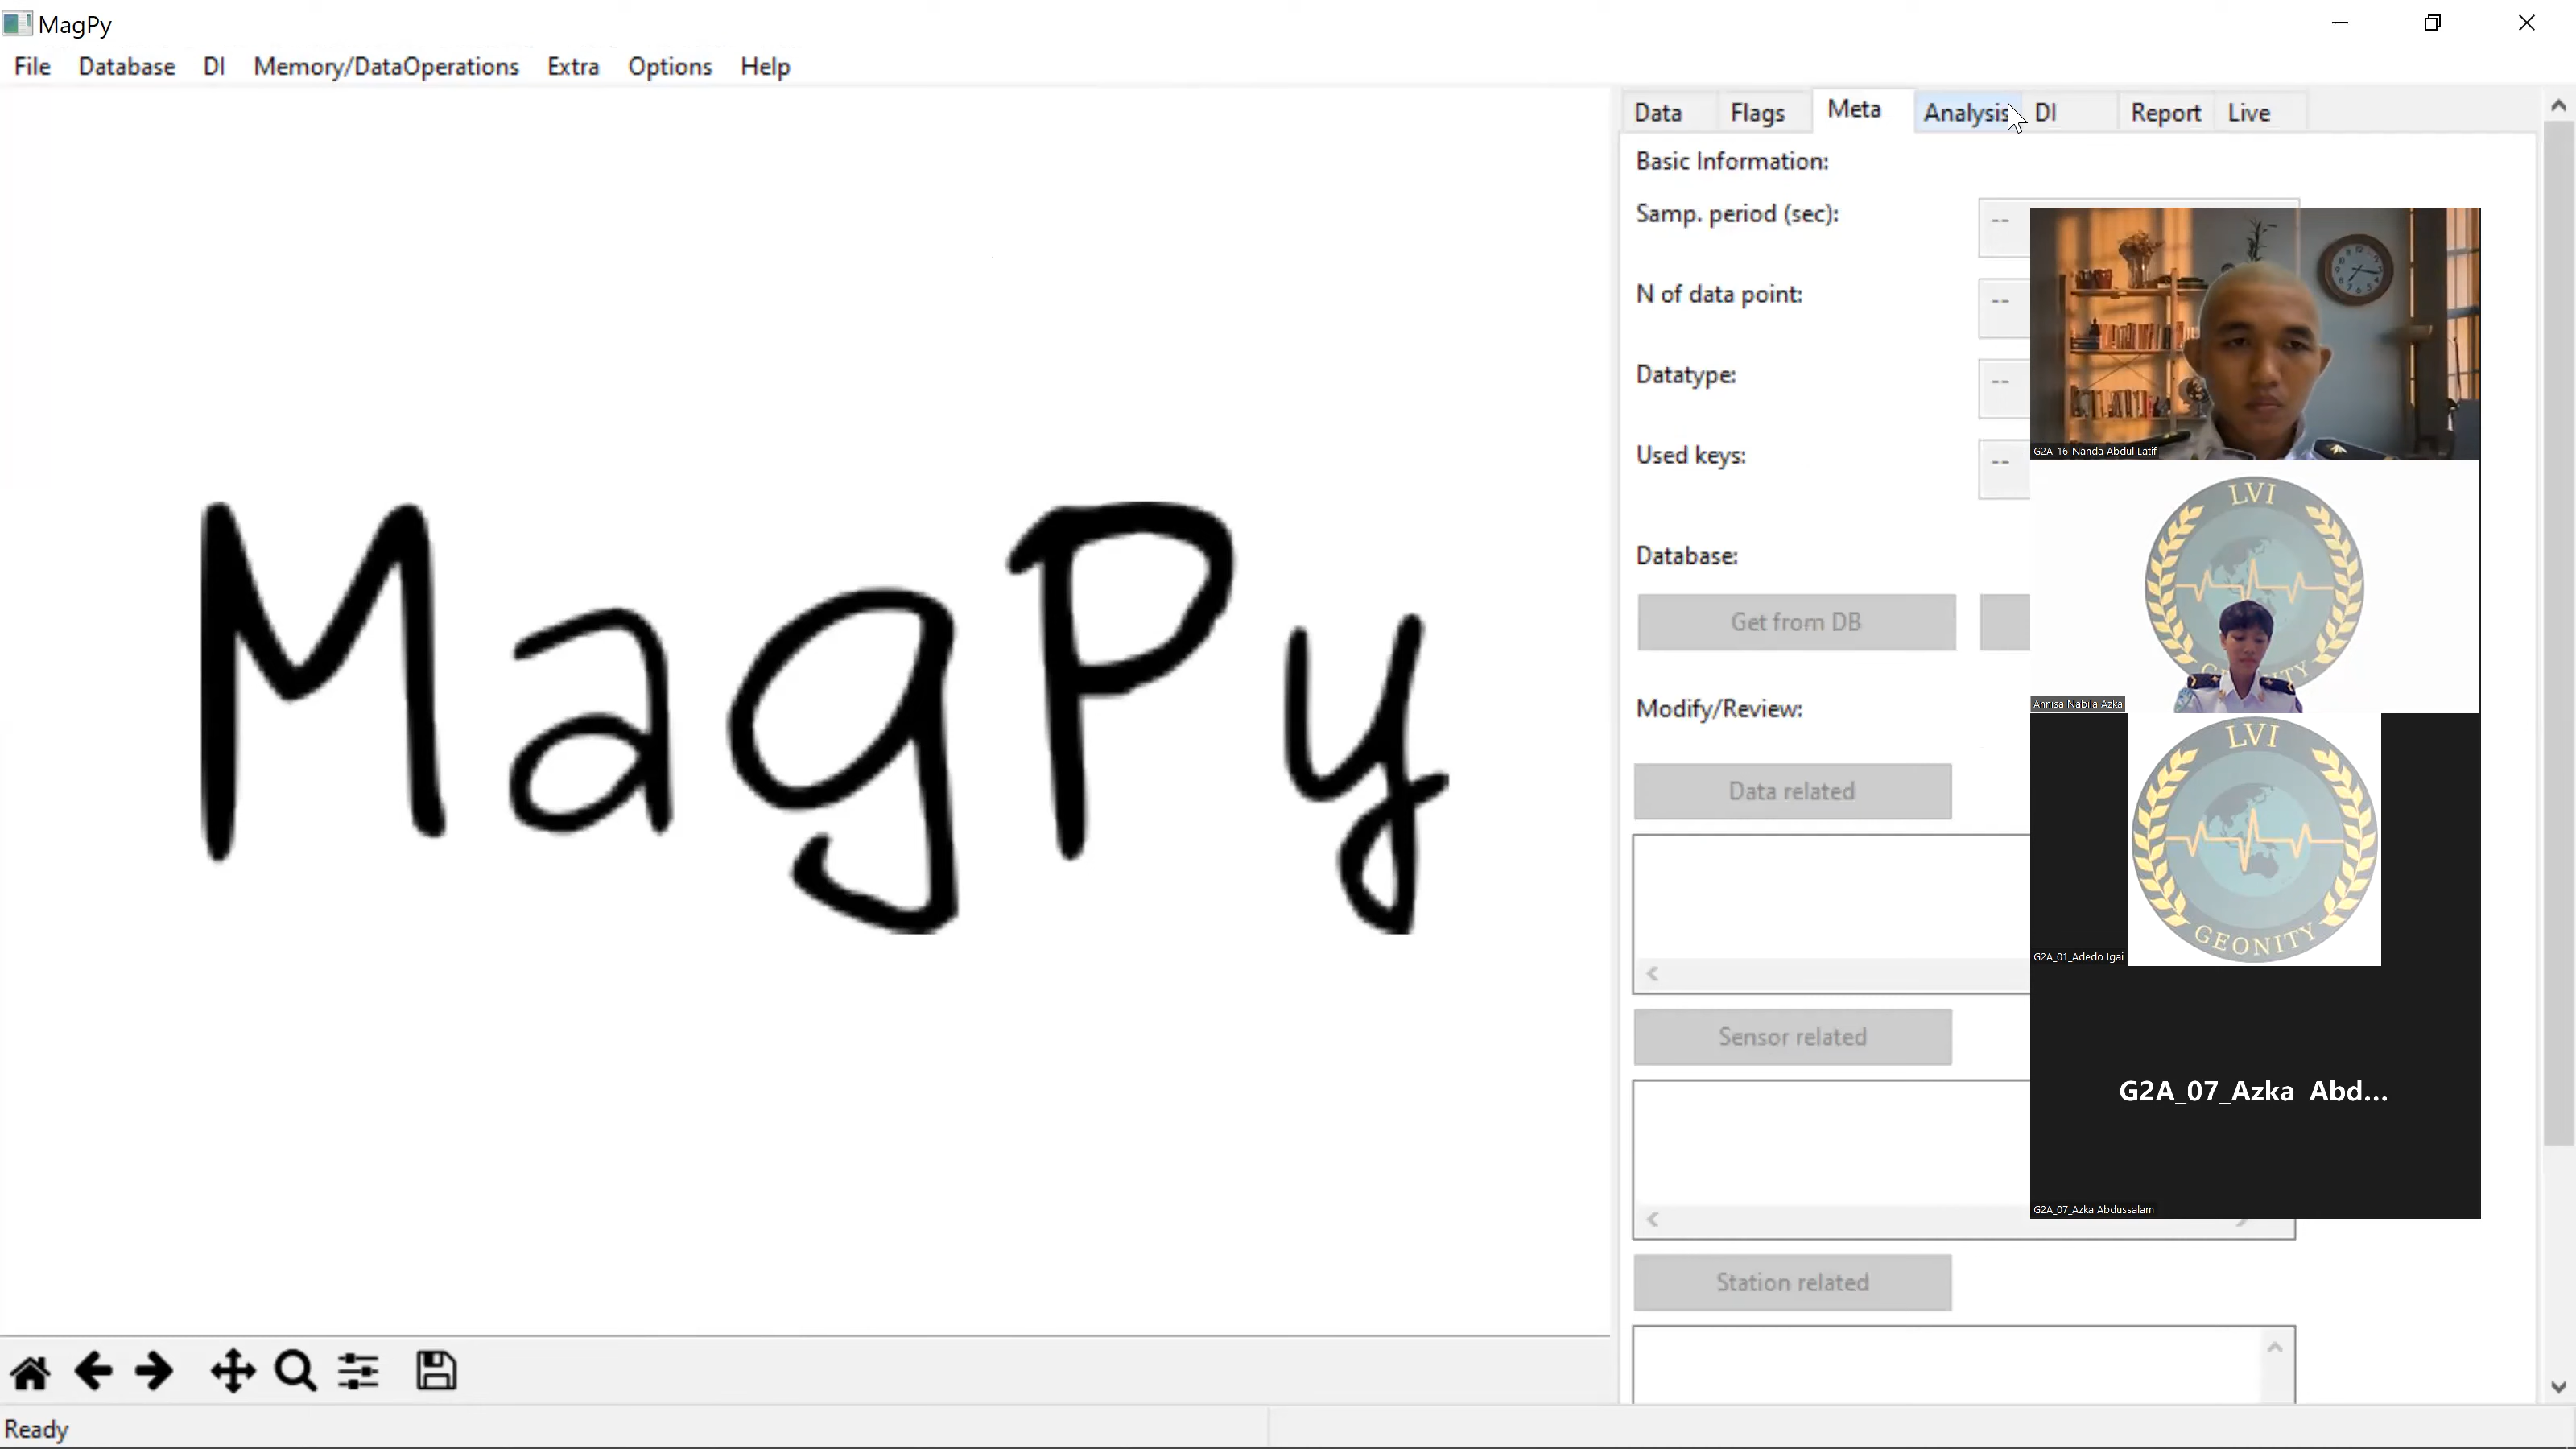 MagPy
File Database DI Memory/DataOperations Extra Options Help
Data Flags Meta Analysis DI Report Live
Basic Information:
Samp. period (sec):
--
N of data point:
--
Datatype:
--
Used keys:
--
Database:
Get from DB
Modify/Review:
Data related
Sensor related
Station related
MagPy
G2A_16_Nanda Abdul Latif
LVI
Annisa Nabila Azka
LVI
GEONITY
G2A_01_Adedo Igai
G2A_07_Azka Abd...
G2A_07_Azka Abdussalam
Ready